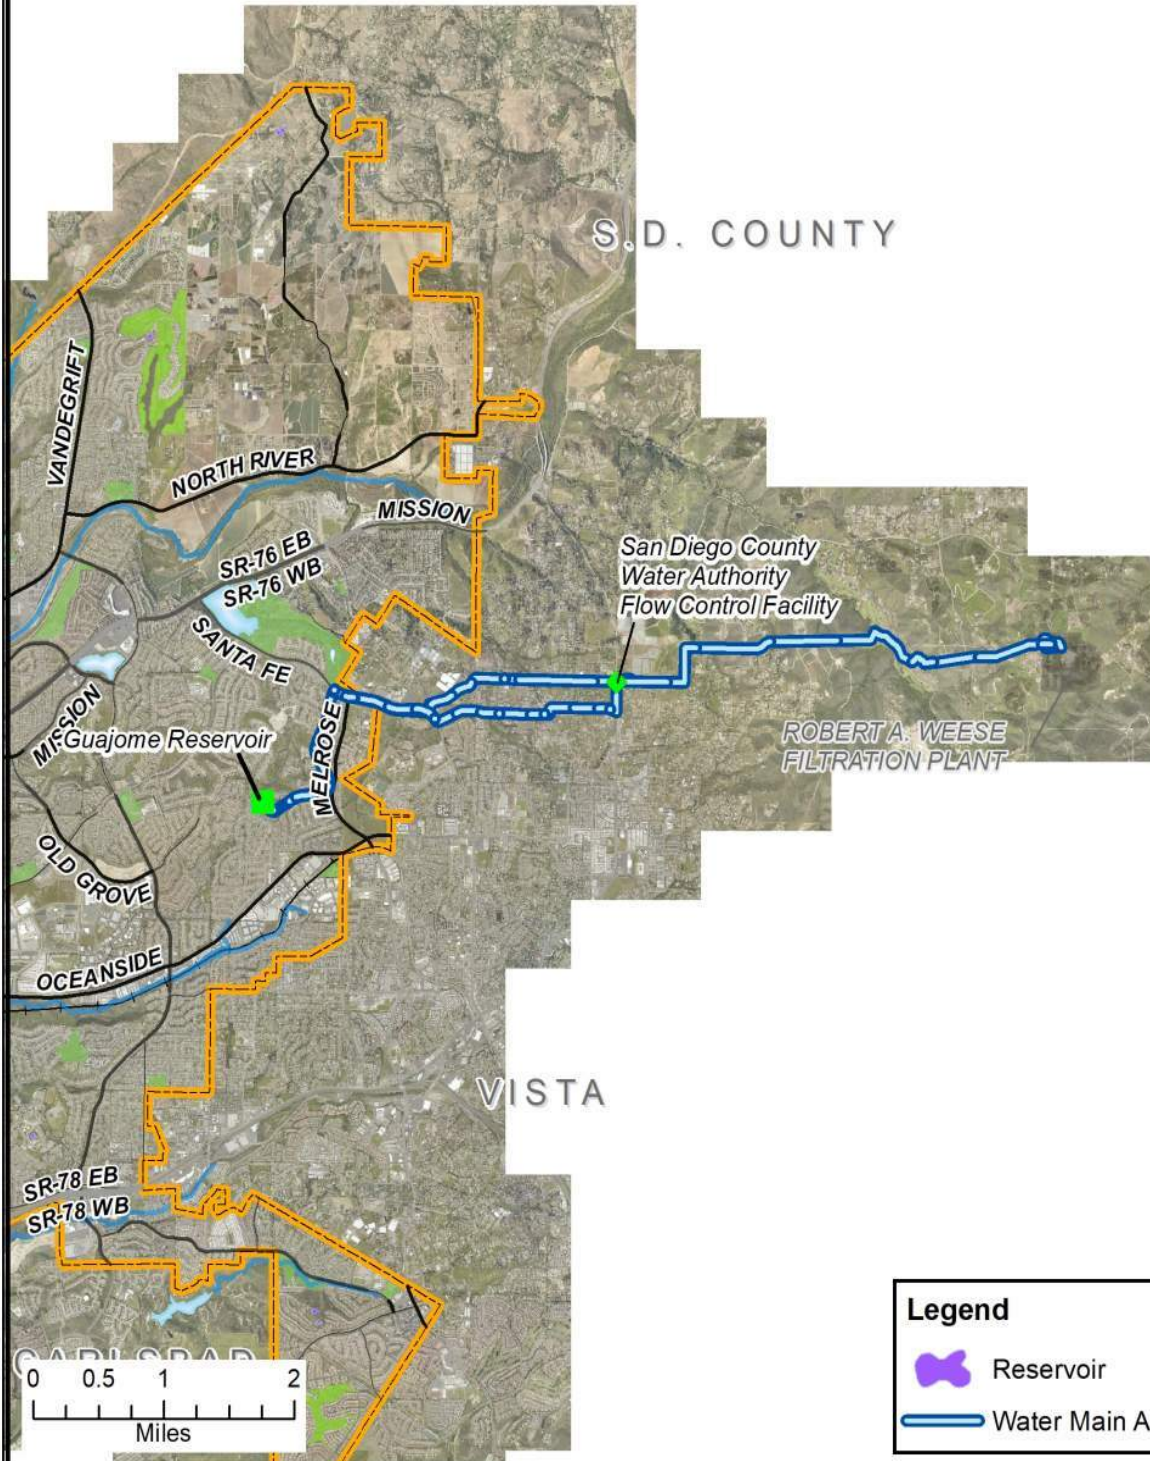 S.D. COUNTY
VANDEGRIFT
NORTH RIVER
MISSION
SR-76 EB
SR-76 WB
San Diego County
Water Authority
Flow Control Facility
SANTA FE
MISSION
Guajome Reservoir
MELROSE
ROBERT A. WEESE
FILTRATION PLANT
OLD GROVE
OCEANSIDE
VISTA
SR-78 EB
SR-78 WB
CARLSBAD
0 0.5 1 2
Miles
Legend
Reservoir
Water Main A